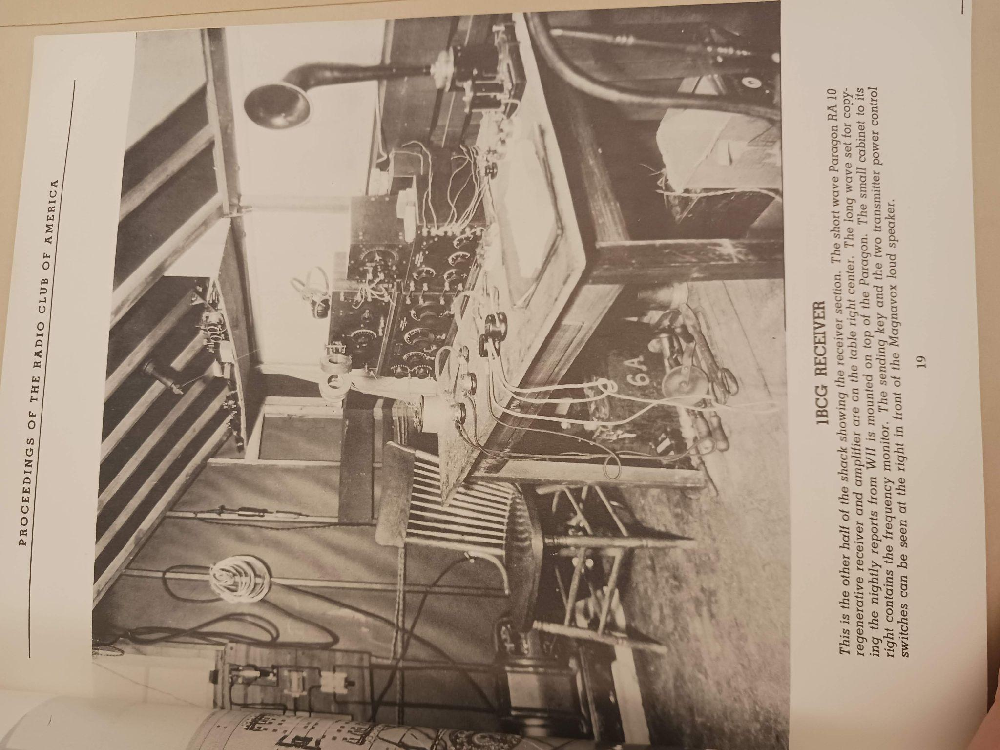 PROCEEDINGS OF THE RADIO CLUB OF AMERICA
6A
1BCG RECEIVER
This is the other half of the shack showing the receiver section. The short wave Paragon RA 10
regenerative receiver and amplifier are on the table right center. The long wave set for copy-
ing the nightly reports from WII is mounted on top of the Paragon. The small cabinet to its
right contains the frequency monitor. The sending key and the two transmitter power control
switches can be seen at the right in front of the Magnavox loud speaker.
19